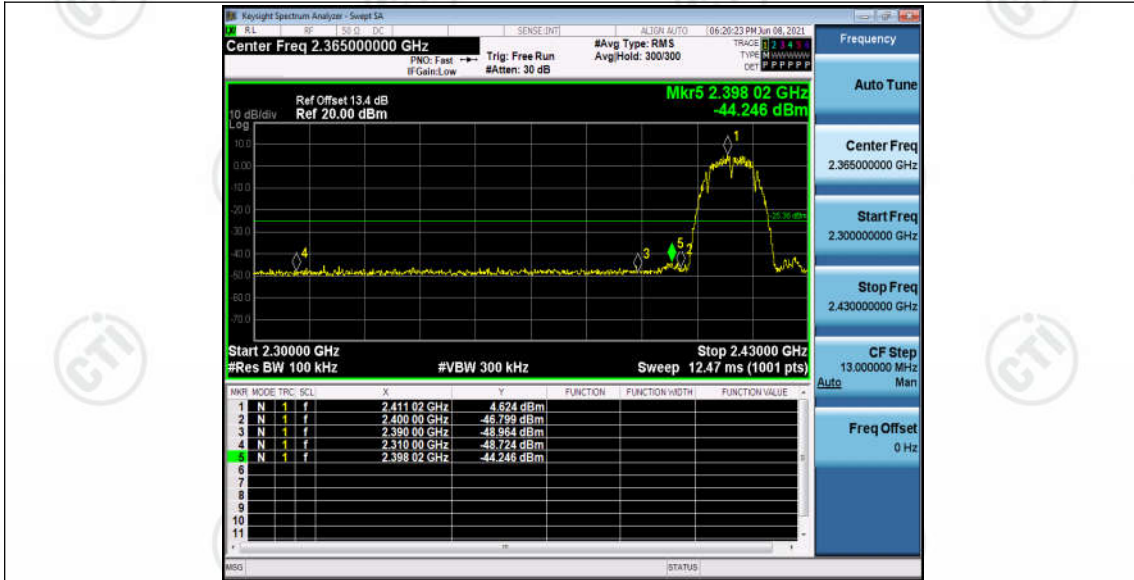 Keysight Spectrum Analyzer - Swept SA
RL RF 50 Ω DC SENSE:INT ALIGN AUTO 06:20:23 PM Jun 08, 2021
Center Freq 2.365000000 GHz
PNO: Fast
IFGain:Low
Trig: Free Run
#Atten: 30 dB
#Avg Type: RMS
Avg|Hold: 300/300
TRACE 1 2 3 4 5 6
TYPE M WWWWW
DET P P P P P P
Frequency
Auto Tune
Center Freq
2.365000000 GHz
Start Freq
2.300000000 GHz
Stop Freq
2.430000000 GHz
CF Step
13.000000 MHz
Auto Man
Freq Offset
0 Hz
Mkr5 2.398 02 GHz
-44.246 dBm
Ref Offset 13.4 dB
10 dB/div Ref 20.00 dBm
Log
10.0
0.00
-10.0
-20.0
-30.0
-40.0
-50.0
-60.0
-70.0
1
4
3
5
2
Start 2.30000 GHz Stop 2.43000 GHz
#Res BW 100 kHz #VBW 300 kHz Sweep 12.47 ms (1001 pts)
MKR MODE TRC SCL X Y FUNCTION FUNCTION WIDTH FUNCTION VALUE
1 N 1 f 2.411 02 GHz 4.624 dBm
2 N 1 f 2.400 00 GHz -46.799 dBm
3 N 1 f 2.390 00 GHz -48.964 dBm
4 N 1 f 2.310 00 GHz -48.724 dBm
5 N 1 f 2.398 02 GHz -44.246 dBm
6
7
8
9
10
11
MSG STATUS
CTI
CTI